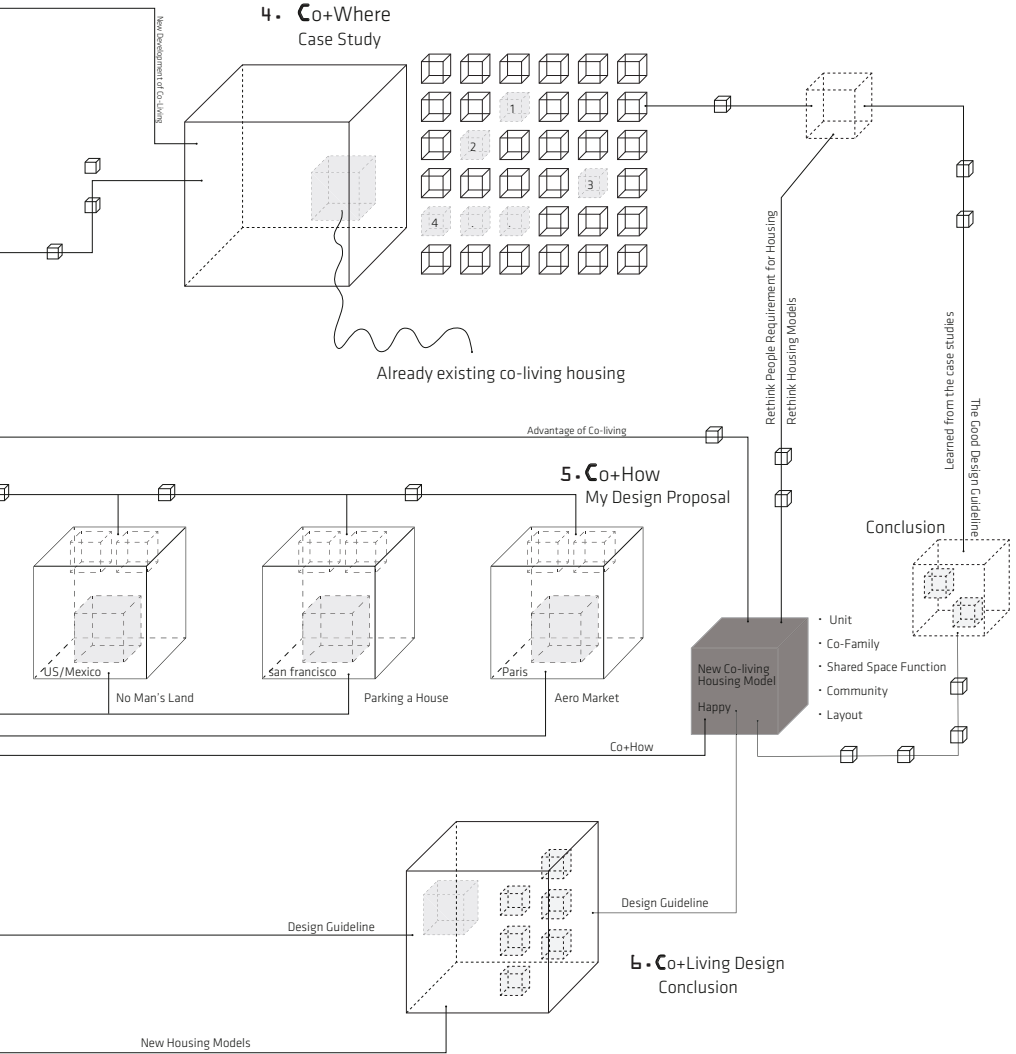 4. Co+Where
Case Study
New Development of Co-Living
1
2
3
4 . .
Already existing co-living housing
Rethink People Requirement for Housing
Rethink Housing Models
Learned from the case studies
The Good Design Guideline
Advantage of Co-living
5. Co+How
My Design Proposal
Conclusion
US/Mexico
san francisco
Paris
No Man's Land
Parking a House
Aero Market
New Co-living
Housing Model
Happy
· Unit
· Co-Family
· Shared Space Function
· Community
· Layout
Co+How
Design Guideline
Design Guideline
6. Co+Living Design
Conclusion
New Housing Models